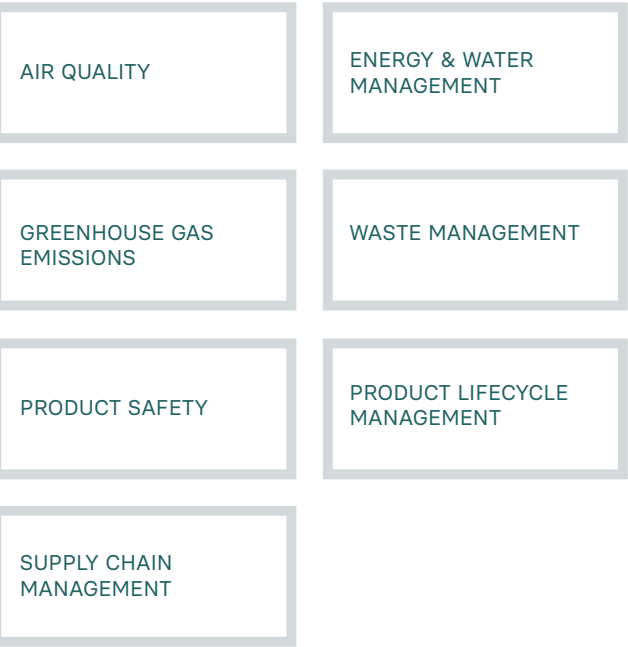 AIR QUALITY
ENERGY & WATER
MANAGEMENT
GREENHOUSE GAS
EMISSIONS
WASTE MANAGEMENT
PRODUCT SAFETY
PRODUCT LIFECYCLE
MANAGEMENT
SUPPLY CHAIN
MANAGEMENT